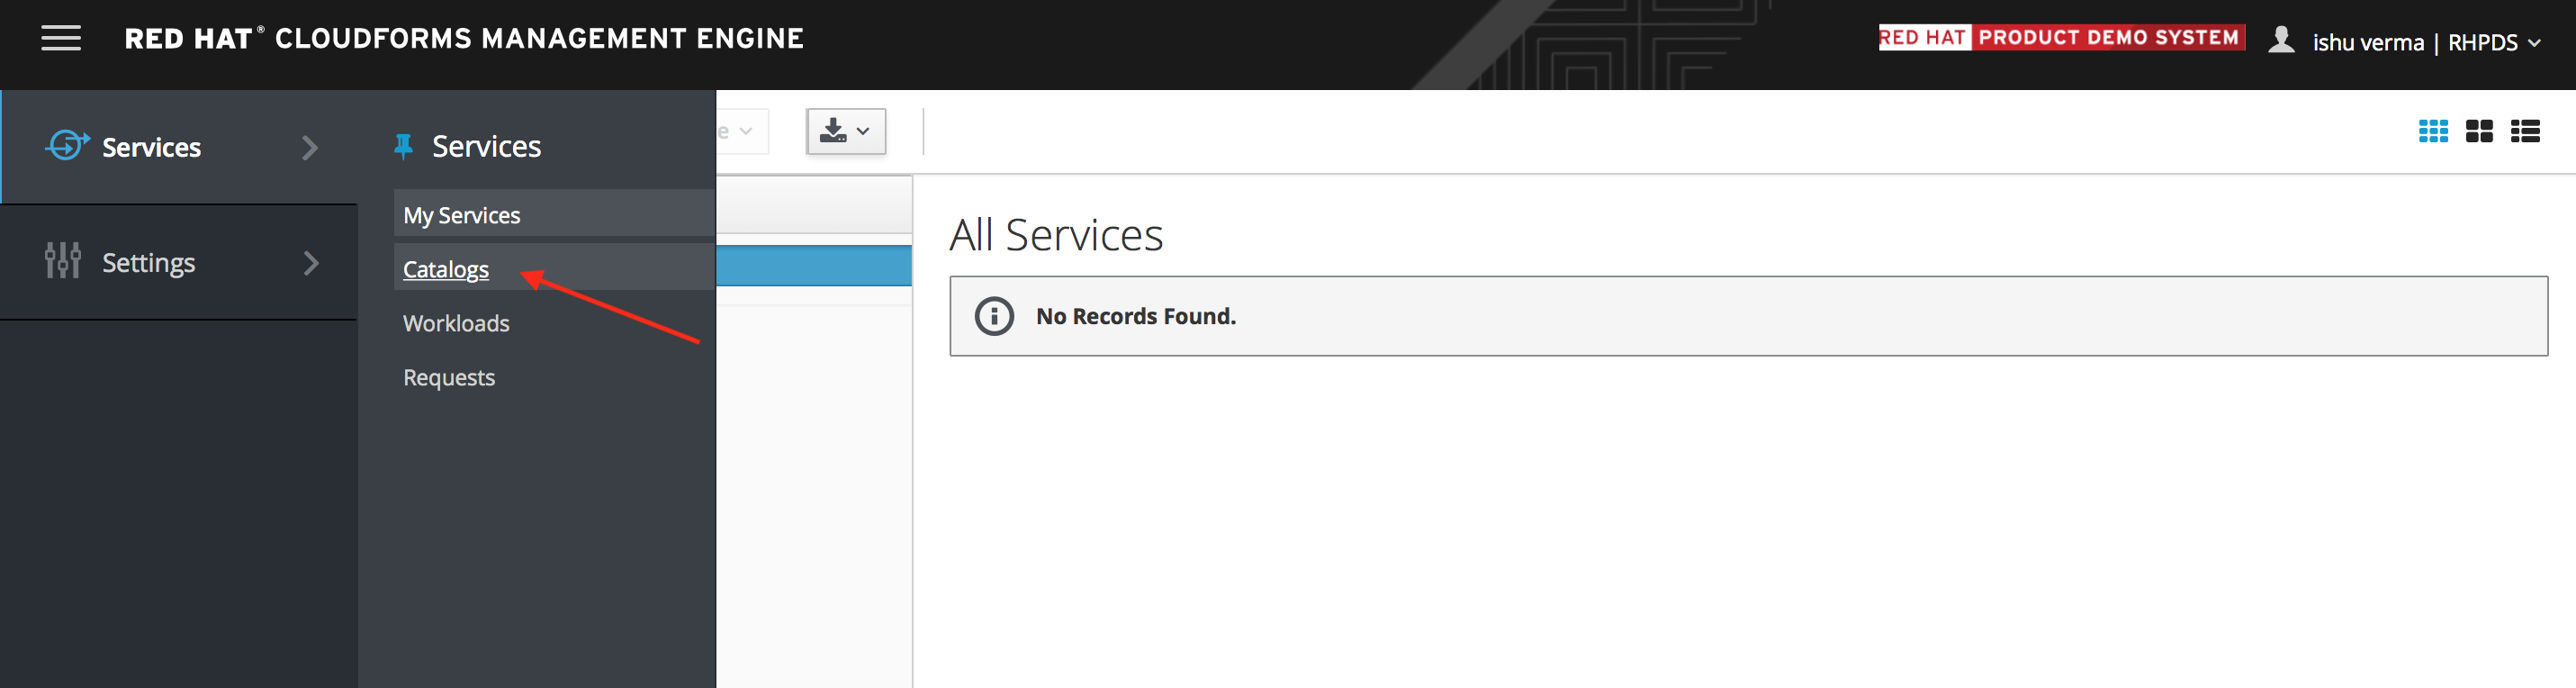 RED HAT® CLOUDFORMS MANAGEMENT ENGINE
RED HAT PRODUCT DEMO SYSTEM
ishu verma | RHPDS
Services
Settings
Services
My Services
Catalogs
Workloads
Requests
e
All Services
No Records Found.